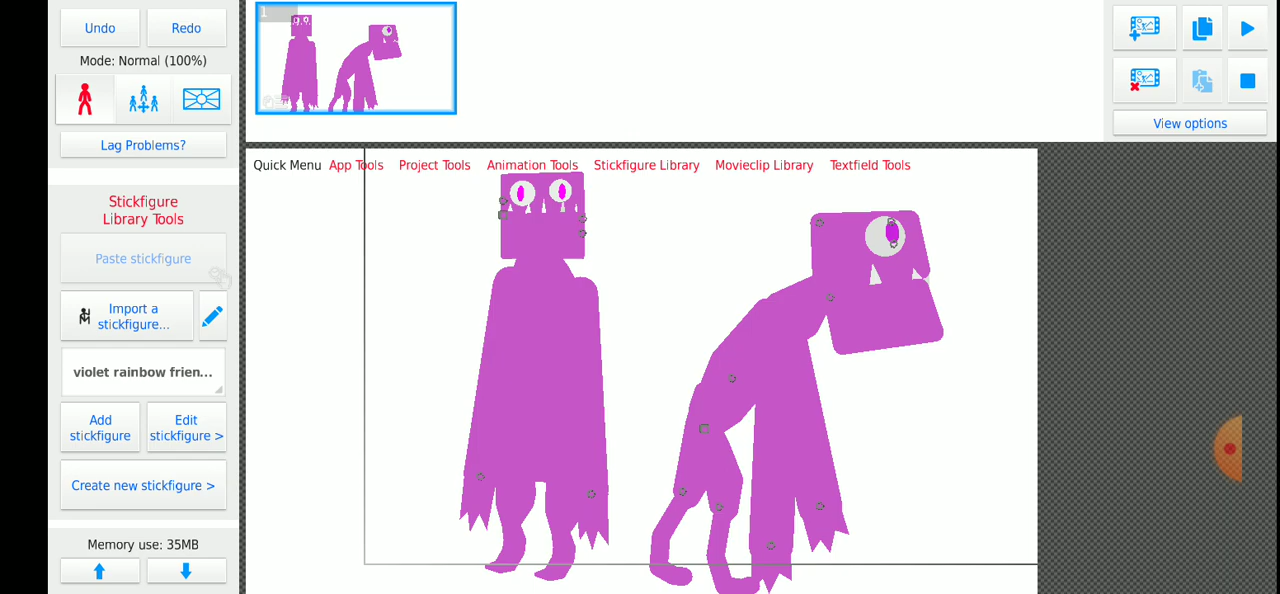 Undo
Redo
Mode: Normal (100%)
Lag Problems?
Stickfigure
Library Tools
Paste stickfigure
Import a
stickfigure...
violet rainbow frien...
Add
stickfigure
Edit
stickfigure >
Create new stickfigure >
Memory use: 35MB
1
View options
Quick Menu App Tools Project Tools Animation Tools Stickfigure Library Movieclip Library Textfield Tools